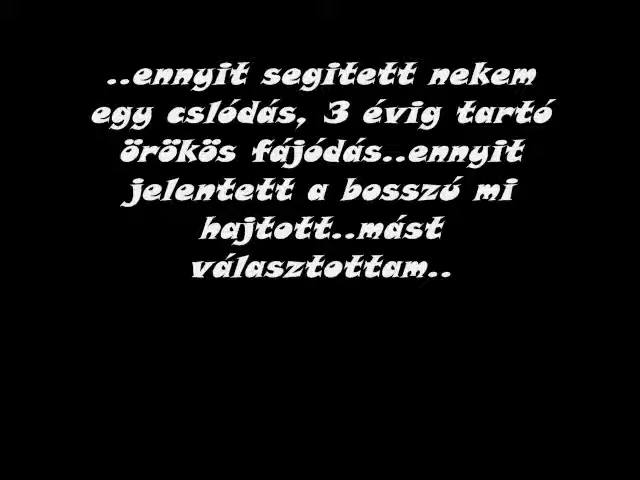 ..ennyit segitett nekem
egy cslódás, 3 évig tartó
örökös fájódás..ennyit
jelentett a bosszú mi
hajtott..mást
választottam..